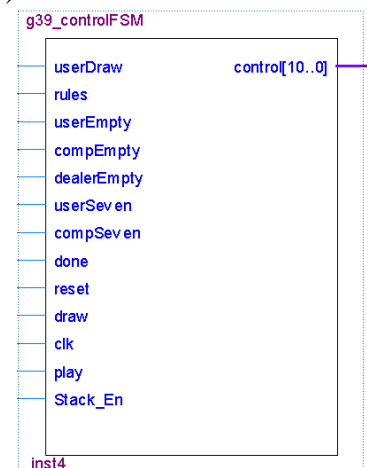 g39_controlFSM
userDraw control[10..0]
rules
userEmpty
compEmpty
dealerEmpty
userSeven
compSeven
done
reset
draw
clk
play
Stack_En
inst4